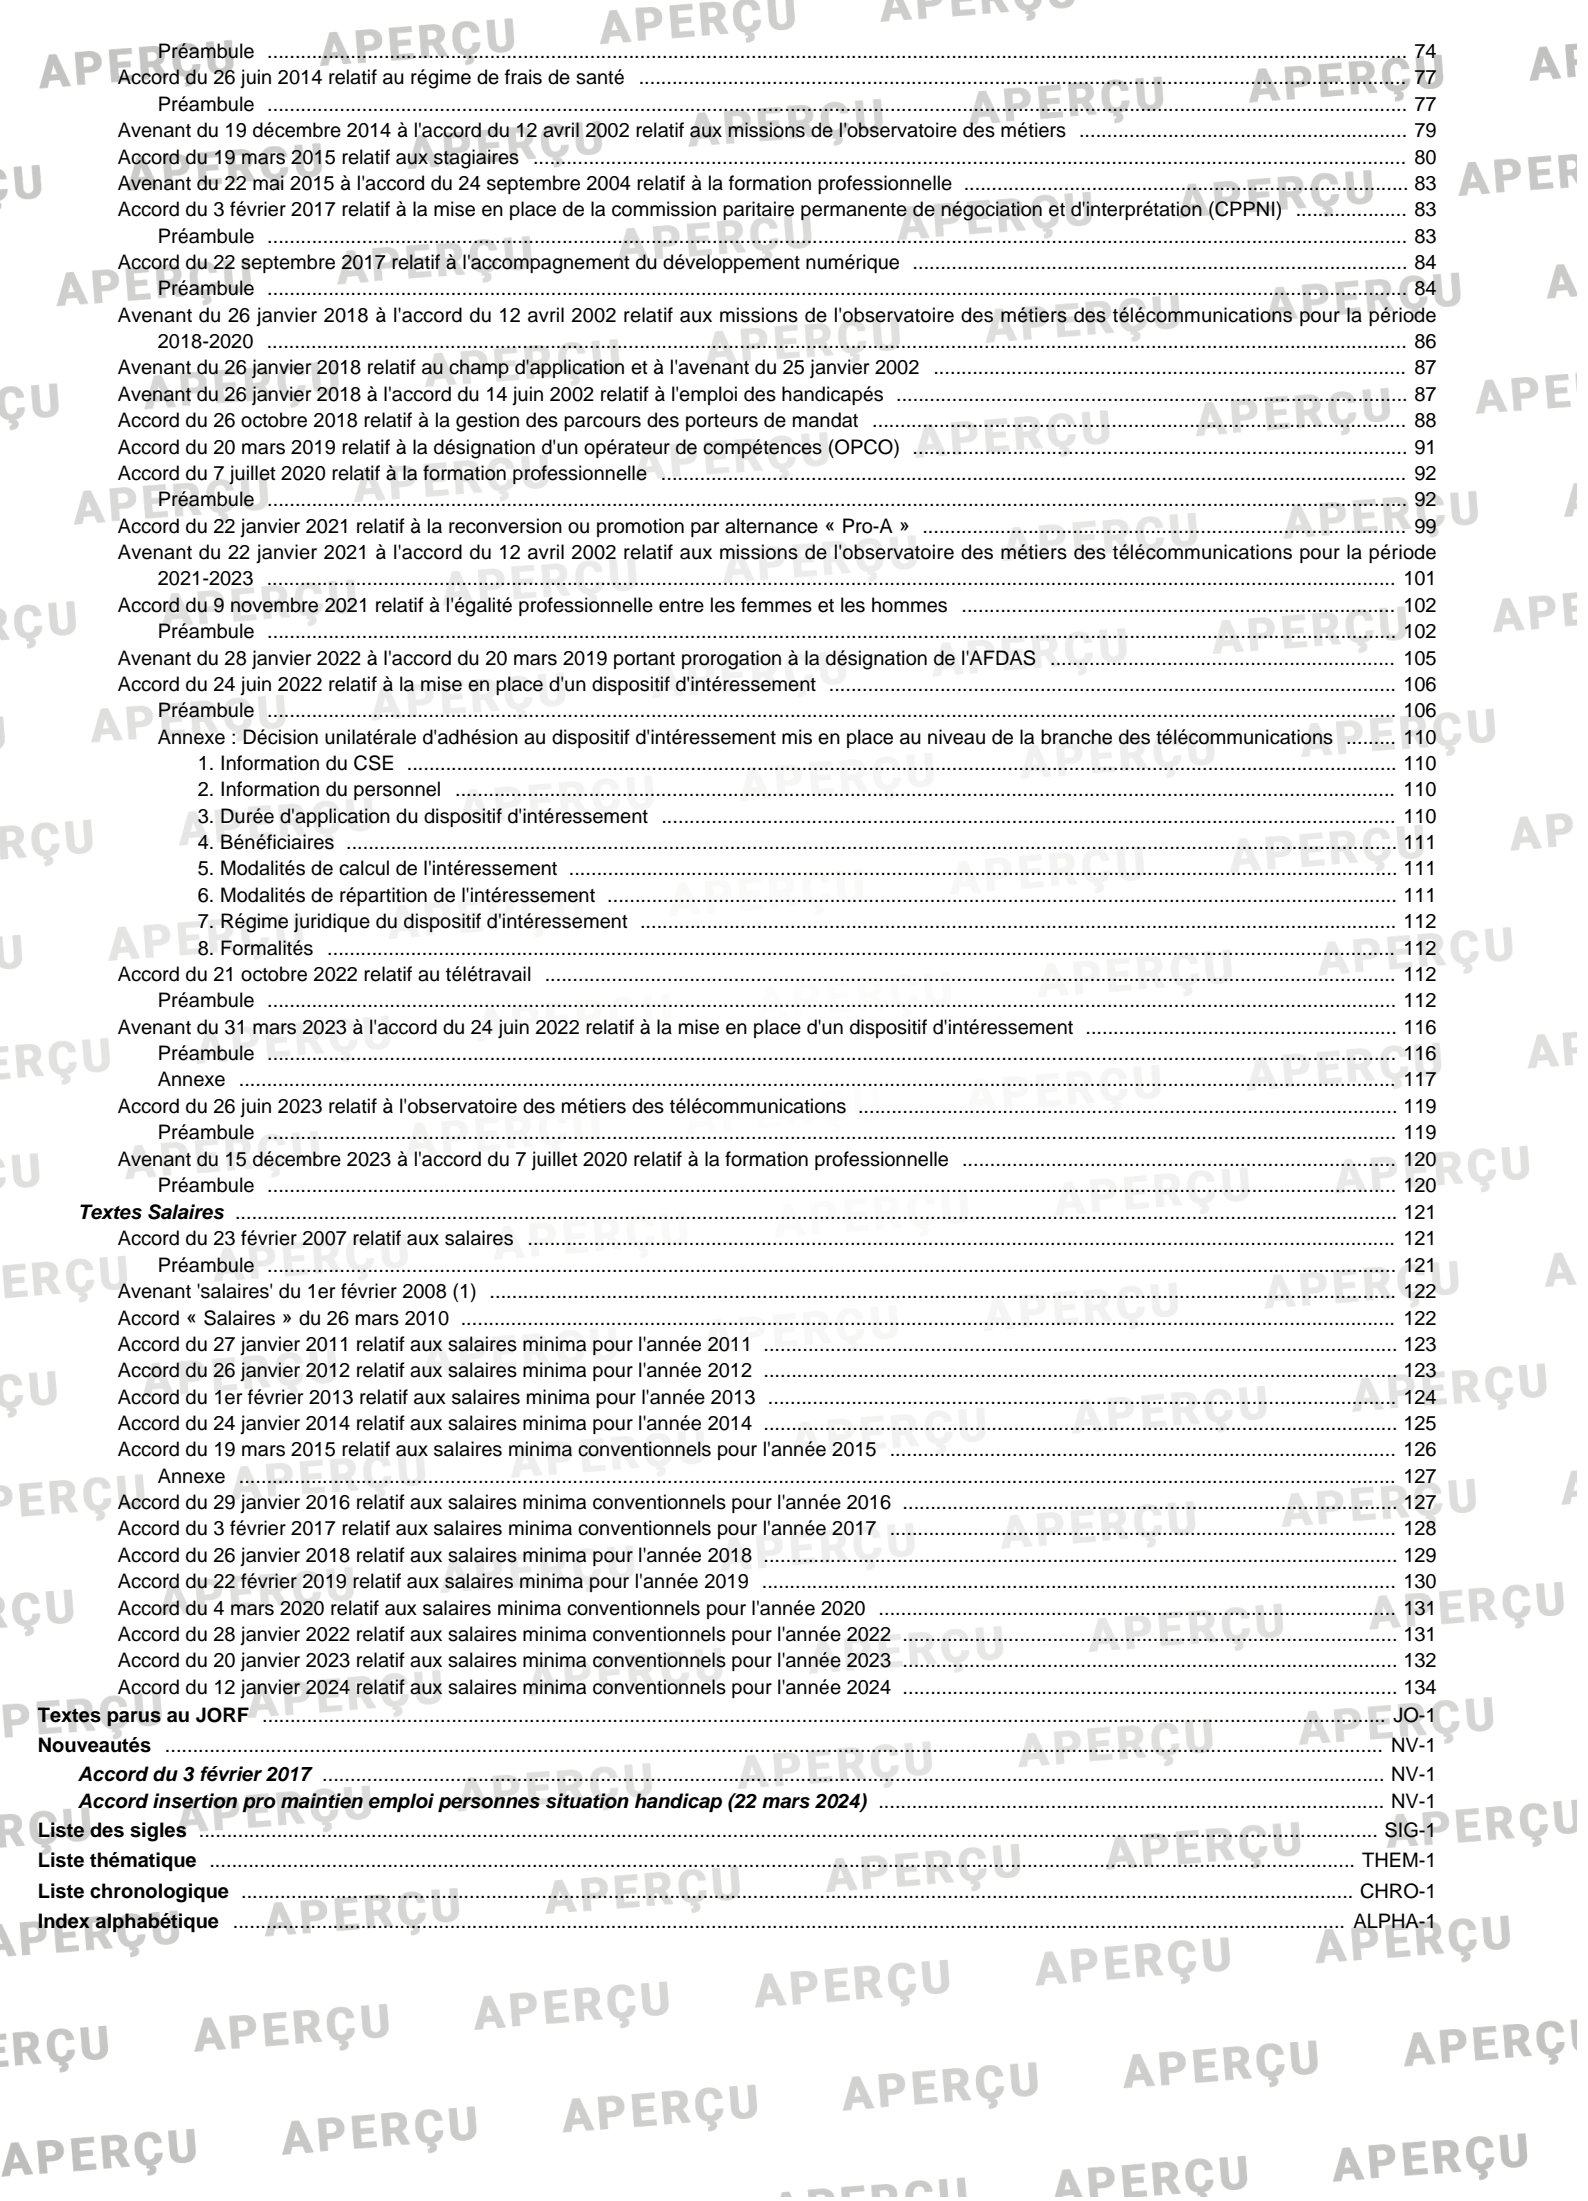 Préambule ........ 74
Accord du 26 juin 2014 relatif au régime de frais de santé ........ 77
Préambule ........ 77
Avenant du 19 décembre 2014 à l'accord du 12 avril 2002 relatif aux missions de l'observatoire des métiers ........ 79
Accord du 19 mars 2015 relatif aux stagiaires ........ 80
Avenant du 22 mai 2015 à l'accord du 24 septembre 2004 relatif à la formation professionnelle ........ 83
Accord du 3 février 2017 relatif à la mise en place de la commission paritaire permanente de négociation et d'interprétation (CPPNI) ........ 83
Préambule ........ 83
Accord du 22 septembre 2017 relatif à l'accompagnement du développement numérique ........ 84
Préambule ........ 84
Avenant du 26 janvier 2018 à l'accord du 12 avril 2002 relatif aux missions de l'observatoire des métiers des télécommunications pour la période
2018-2020 ........ 86
Avenant du 26 janvier 2018 relatif au champ d'application et à l'avenant du 25 janvier 2002 ........ 87
Avenant du 26 janvier 2018 à l'accord du 14 juin 2002 relatif à l'emploi des handicapés ........ 87
Accord du 26 octobre 2018 relatif à la gestion des parcours des porteurs de mandat ........ 88
Accord du 20 mars 2019 relatif à la désignation d'un opérateur de compétences (OPCO) ........ 91
Accord du 7 juillet 2020 relatif à la formation professionnelle ........ 92
Préambule ........ 92
Accord du 22 janvier 2021 relatif à la reconversion ou promotion par alternance « Pro-A » ........ 99
Avenant du 22 janvier 2021 à l'accord du 12 avril 2002 relatif aux missions de l'observatoire des métiers des télécommunications pour la période
2021-2023 ........ 101
Accord du 9 novembre 2021 relatif à l'égalité professionnelle entre les femmes et les hommes ........ 102
Préambule ........ 102
Avenant du 28 janvier 2022 à l'accord du 20 mars 2019 portant prorogation à la désignation de l'AFDAS ........ 105
Accord du 24 juin 2022 relatif à la mise en place d'un dispositif d'intéressement ........ 106
Préambule ........ 106
Annexe : Décision unilatérale d'adhésion au dispositif d'intéressement mis en place au niveau de la branche des télécommunications ........ 110
1. Information du CSE ........ 110
2. Information du personnel ........ 110
3. Durée d'application du dispositif d'intéressement ........ 110
4. Bénéficiaires ........ 111
5. Modalités de calcul de l'intéressement ........ 111
6. Modalités de répartition de l'intéressement ........ 111
7. Régime juridique du dispositif d'intéressement ........ 112
8. Formalités ........ 112
Accord du 21 octobre 2022 relatif au télétravail ........ 112
Préambule ........ 112
Avenant du 31 mars 2023 à l'accord du 24 juin 2022 relatif à la mise en place d'un dispositif d'intéressement ........ 116
Préambule ........ 116
Annexe ........ 117
Accord du 26 juin 2023 relatif à l'observatoire des métiers des télécommunications ........ 119
Préambule ........ 119
Avenant du 15 décembre 2023 à l'accord du 7 juillet 2020 relatif à la formation professionnelle ........ 120
Préambule ........ 120
Textes Salaires ........ 121
Accord du 23 février 2007 relatif aux salaires ........ 121
Préambule ........ 121
Avenant 'salaires' du 1er février 2008 (1) ........ 122
Accord « Salaires » du 26 mars 2010 ........ 122
Accord du 27 janvier 2011 relatif aux salaires minima pour l'année 2011 ........ 123
Accord du 26 janvier 2012 relatif aux salaires minima pour l'année 2012 ........ 123
Accord du 1er février 2013 relatif aux salaires minima pour l'année 2013 ........ 124
Accord du 24 janvier 2014 relatif aux salaires minima pour l'année 2014 ........ 125
Accord du 19 mars 2015 relatif aux salaires minima conventionnels pour l'année 2015 ........ 126
Annexe ........ 127
Accord du 29 janvier 2016 relatif aux salaires minima conventionnels pour l'année 2016 ........ 127
Accord du 3 février 2017 relatif aux salaires minima conventionnels pour l'année 2017 ........ 128
Accord du 26 janvier 2018 relatif aux salaires minima pour l'année 2018 ........ 129
Accord du 22 février 2019 relatif aux salaires minima pour l'année 2019 ........ 130
Accord du 4 mars 2020 relatif aux salaires minima conventionnels pour l'année 2020 ........ 131
Accord du 28 janvier 2022 relatif aux salaires minima conventionnels pour l'année 2022 ........ 131
Accord du 20 janvier 2023 relatif aux salaires minima conventionnels pour l'année 2023 ........ 132
Accord du 12 janvier 2024 relatif aux salaires minima conventionnels pour l'année 2024 ........ 134
Textes parus au JORF ........ JO-1
Nouveautés ........ NV-1
Accord du 3 février 2017 ........ NV-1
Accord insertion pro maintien emploi personnes situation handicap (22 mars 2024) ........ NV-1
Liste des sigles ........ SIG-1
Liste thématique ........ THEM-1
Liste chronologique ........ CHRO-1
Index alphabétique ........ ALPHA-1
APERÇU